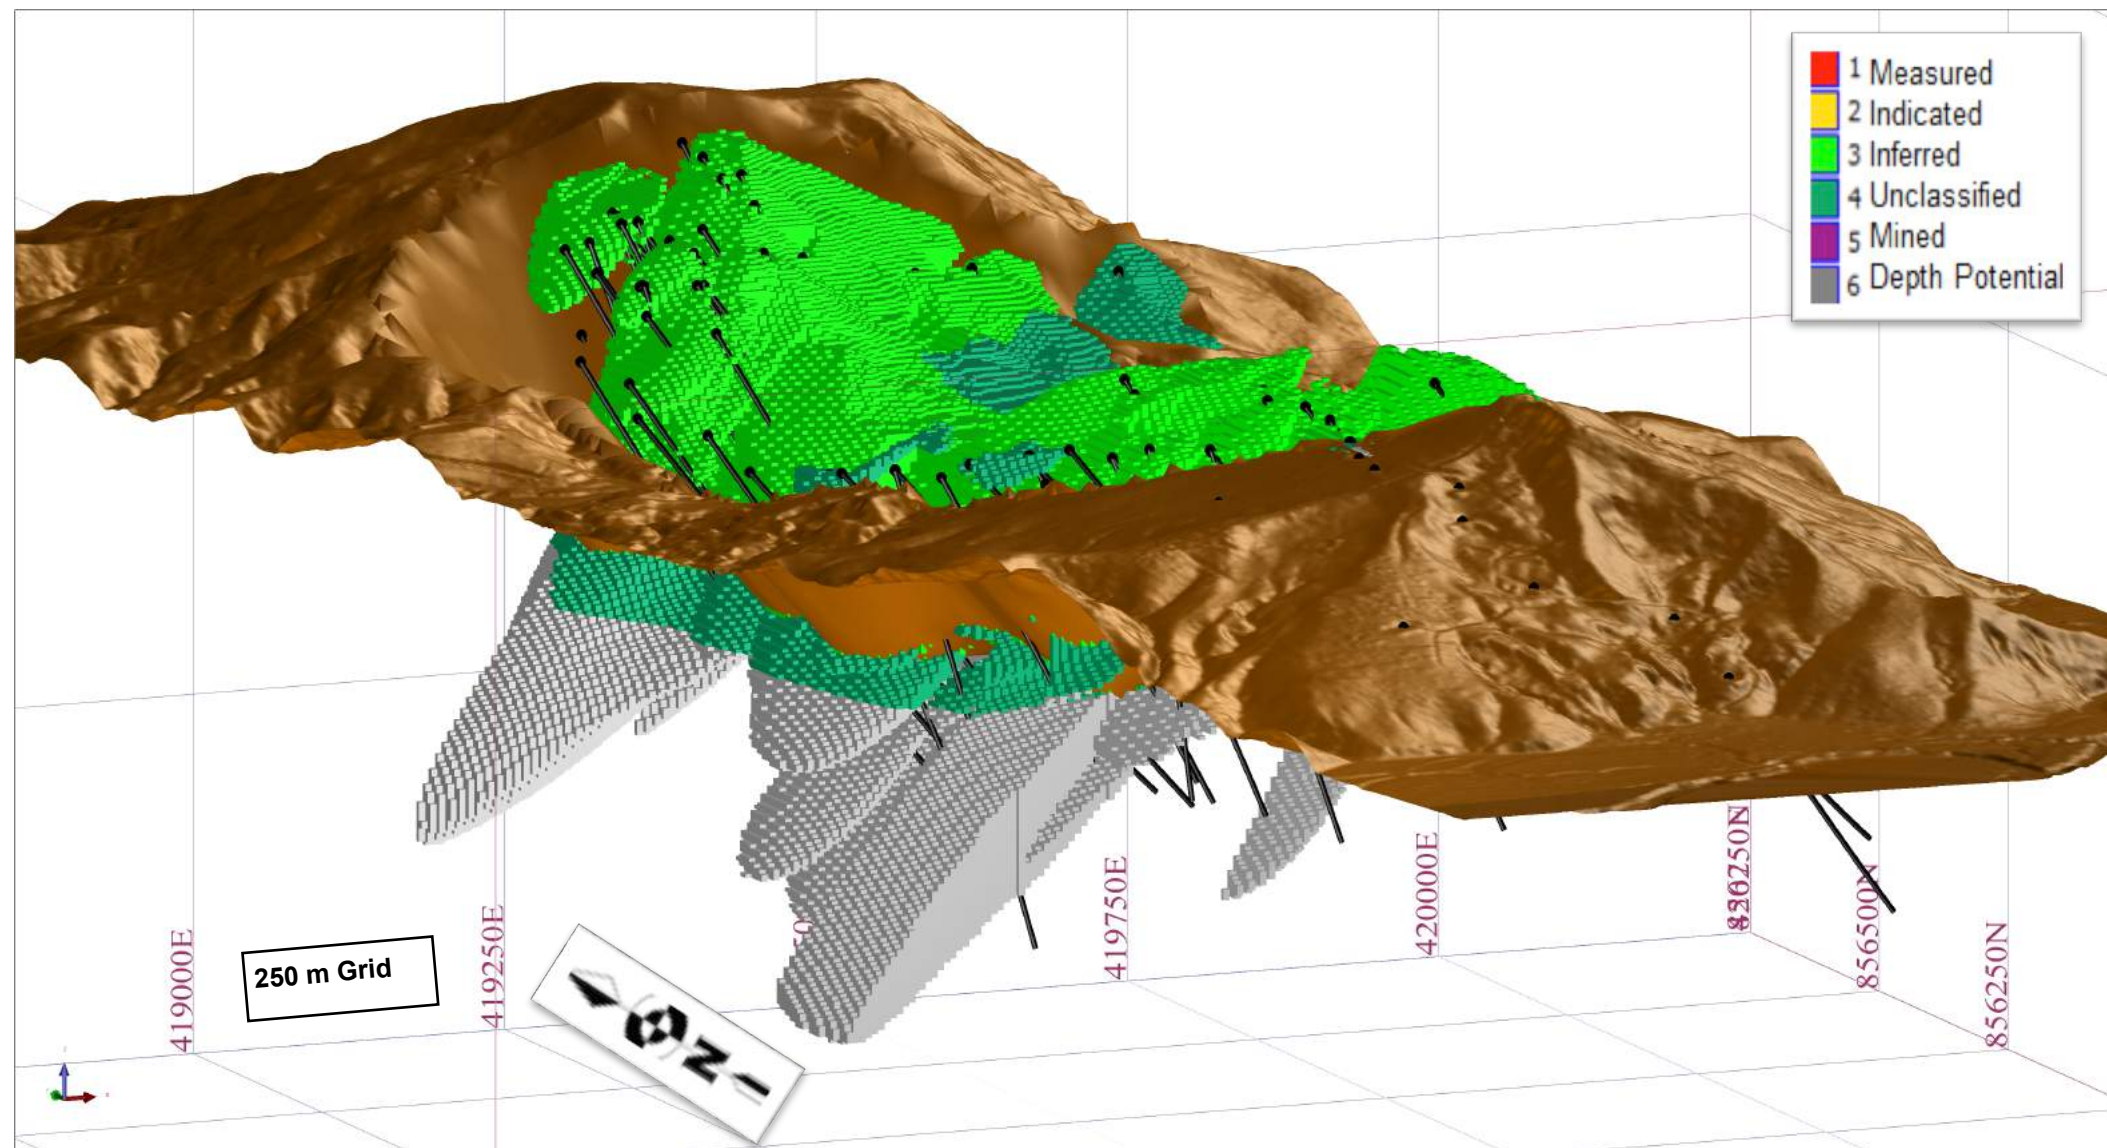 1 Measured
2 Indicated
3 Inferred
4 Unclassified
5 Mined
6 Depth Potential
250 m Grid
419000E
419250E
419750E
420000E
856500N
856250N
N